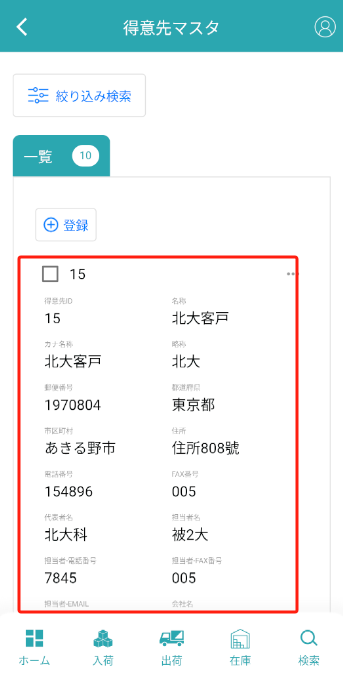 得意先マスタ
絞り込み検索
一覧 10
登録
15
得意先ID 名称
15 北大客戸
カナ名称 略称
北大客戸 北大
郵便番号 都道府県
1970804 東京都
市区町村 住所
あきる野市 住所808號
電話番号 FAX番号
154896 005
代表者名 担当者名
北大科 被2大
担当者-電話番号 担当者-FAX番号
7845 005
担当者-EMAIL 会社名
ホーム 入荷 出荷 在庫 検索